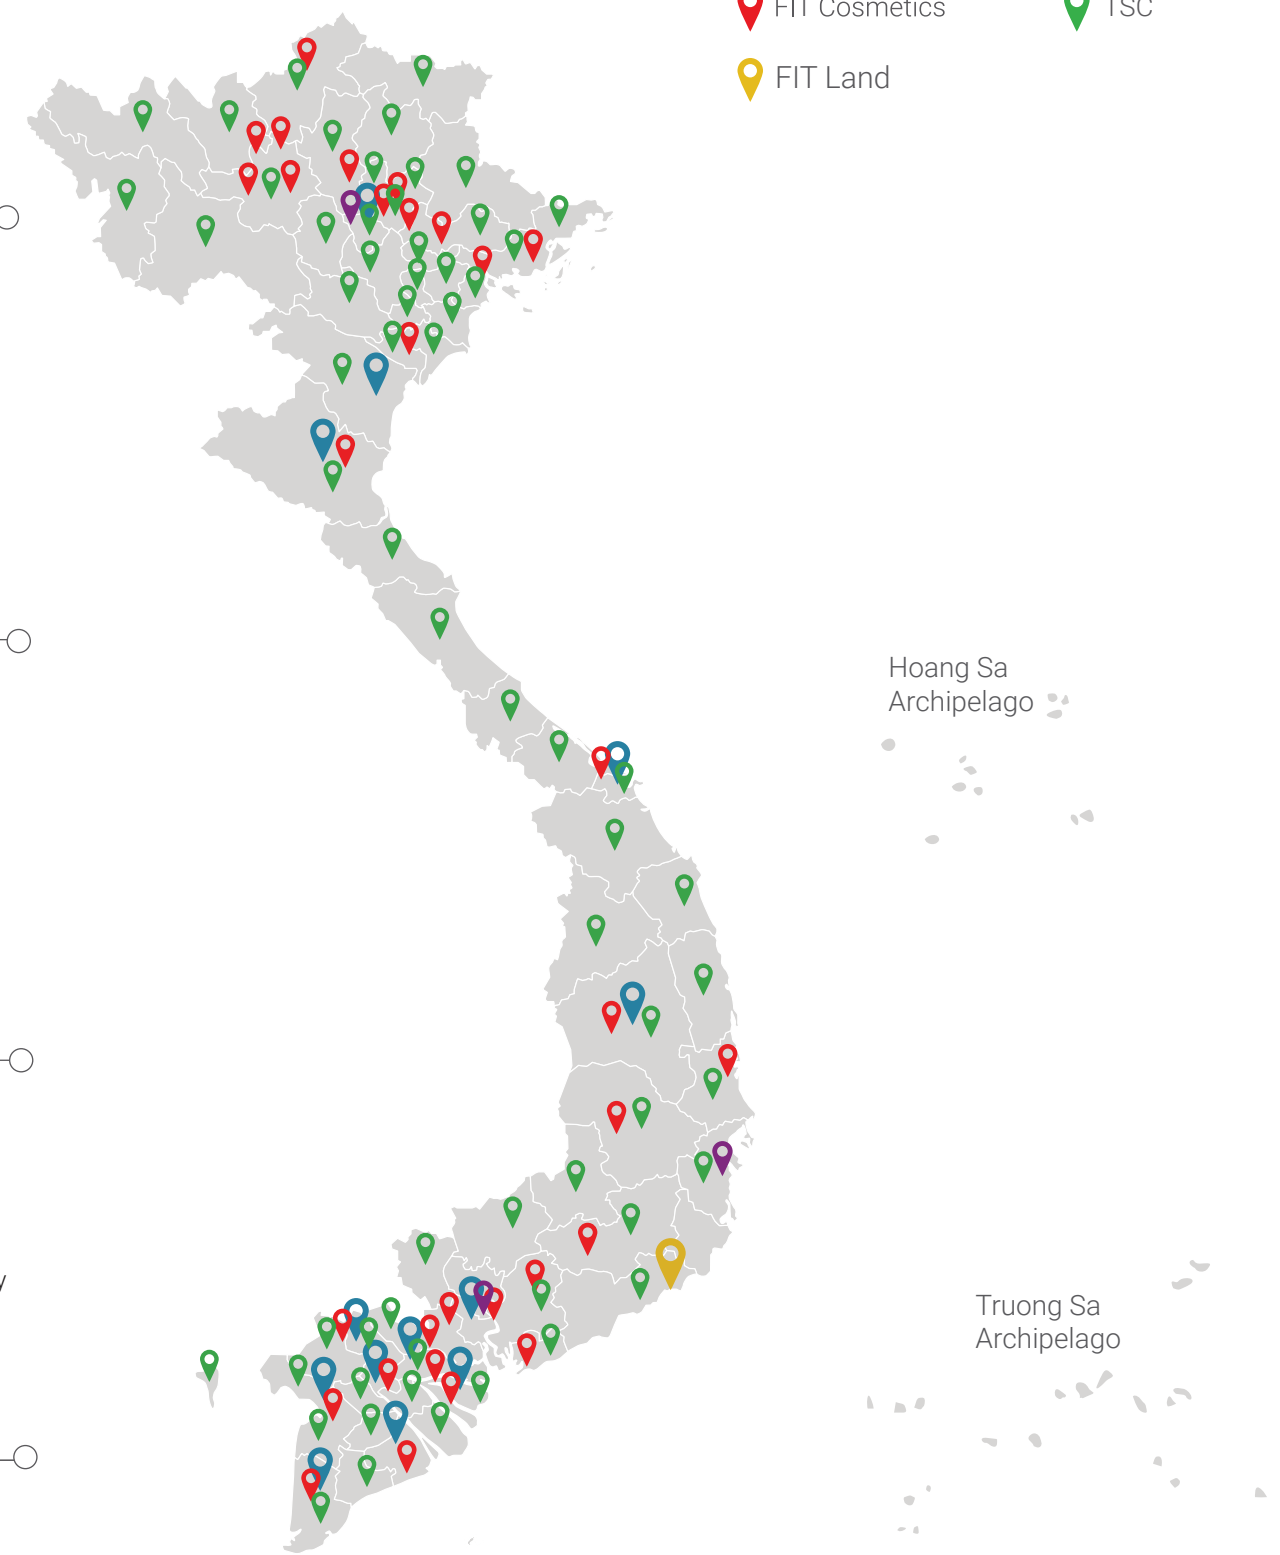 FIT Cosmetics
TSC
FIT Land
Hoang Sa
Archipelago
y
Truong Sa
Archipelago